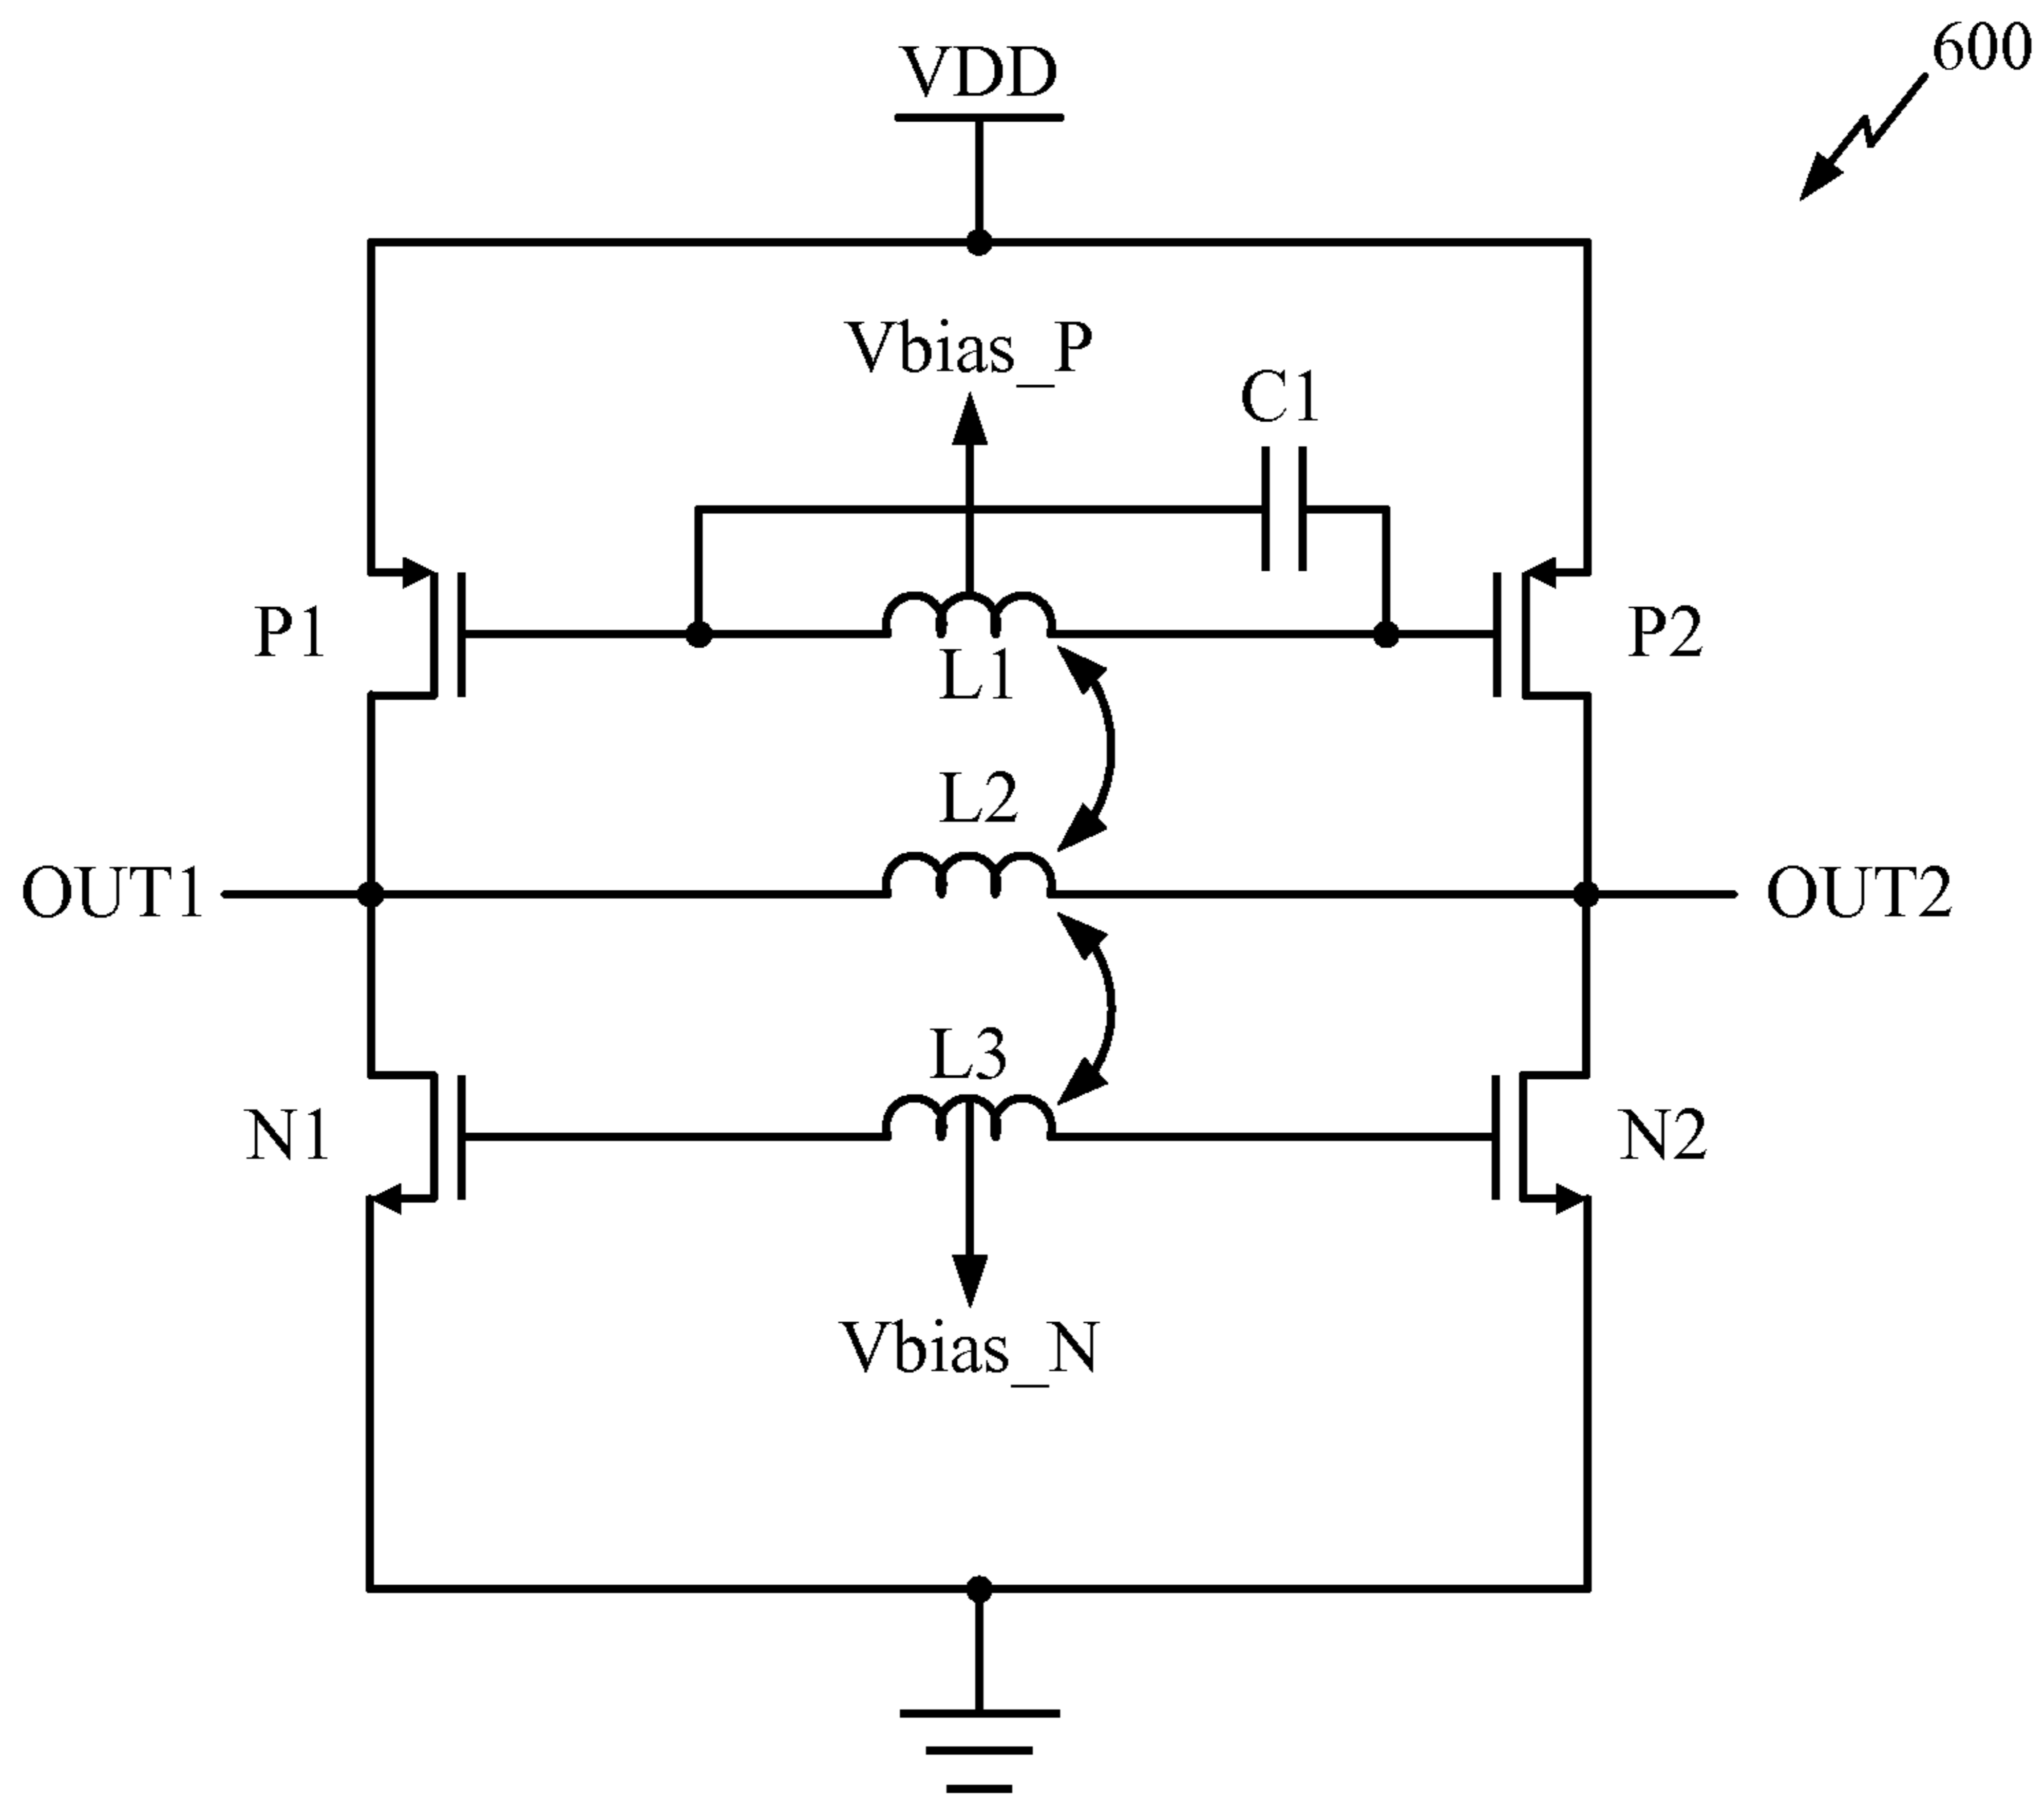 600
VDD
Vbias_P
C1
P1
P2
L1
L2
OUT1
OUT2
L3
N1
N2
Vbias_N